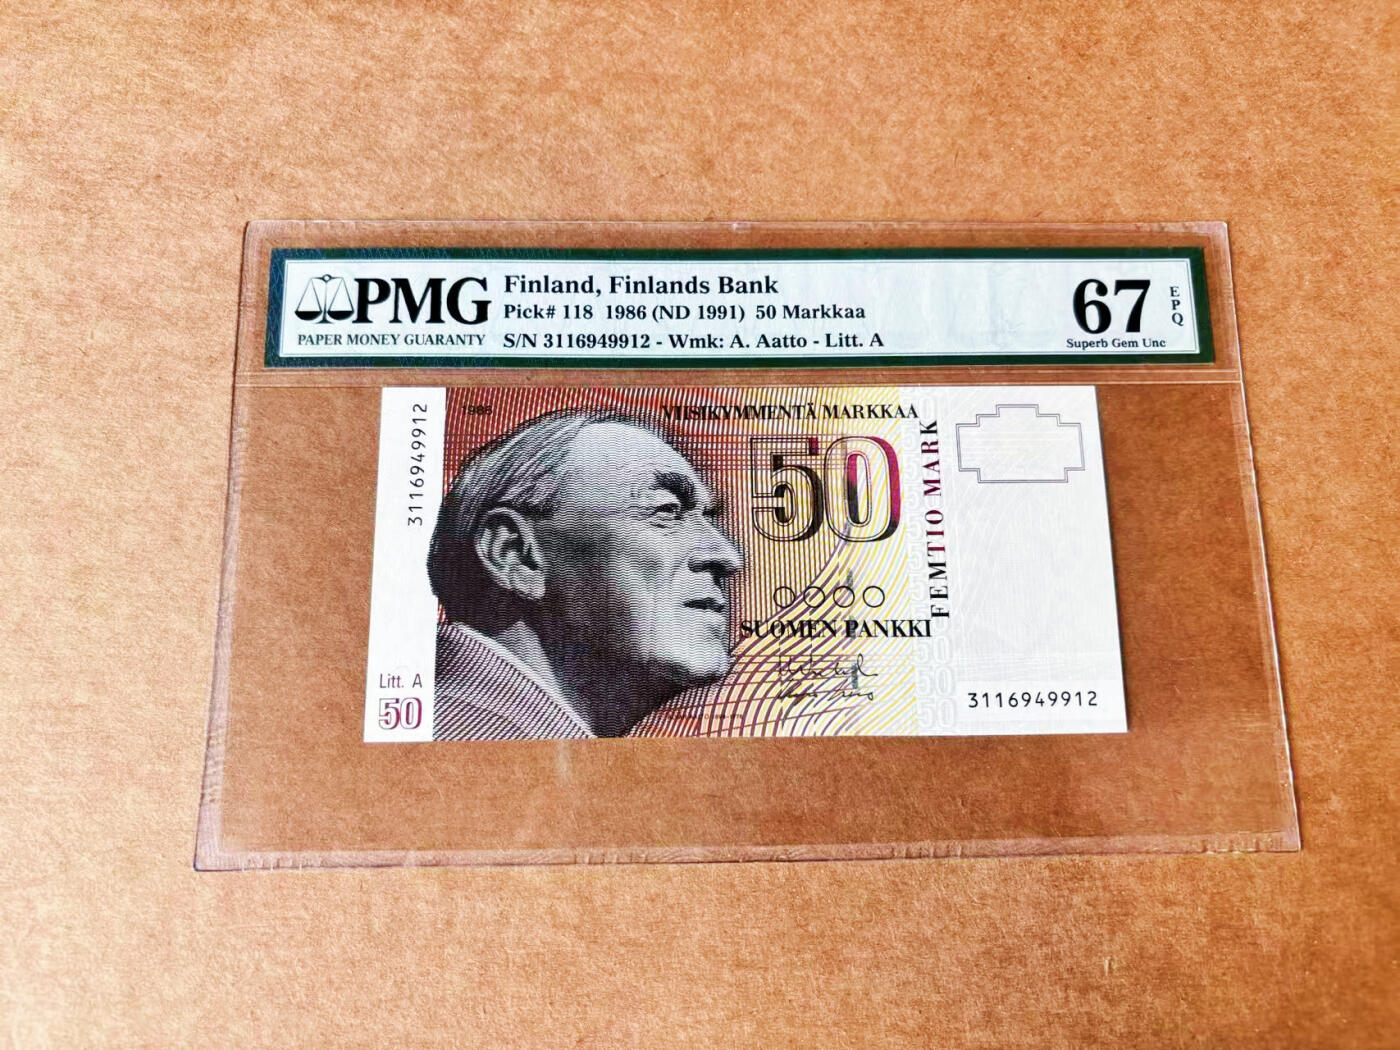 PMG
PAPER MONEY GUARANTY
Finland, Finlands Bank
Pick# 118 1986 (ND 1991) 50 Markkaa
S/N 3116949912 - Wmk: A. Aatto - Litt. A
67
EPQ
Superb Gem Unc
3116949912
1986
VIISIKYMMENTÄ MARKKAA
50
FEMTIO MARK
SUOMEN PANKKI
Litt. A
50
3116949912